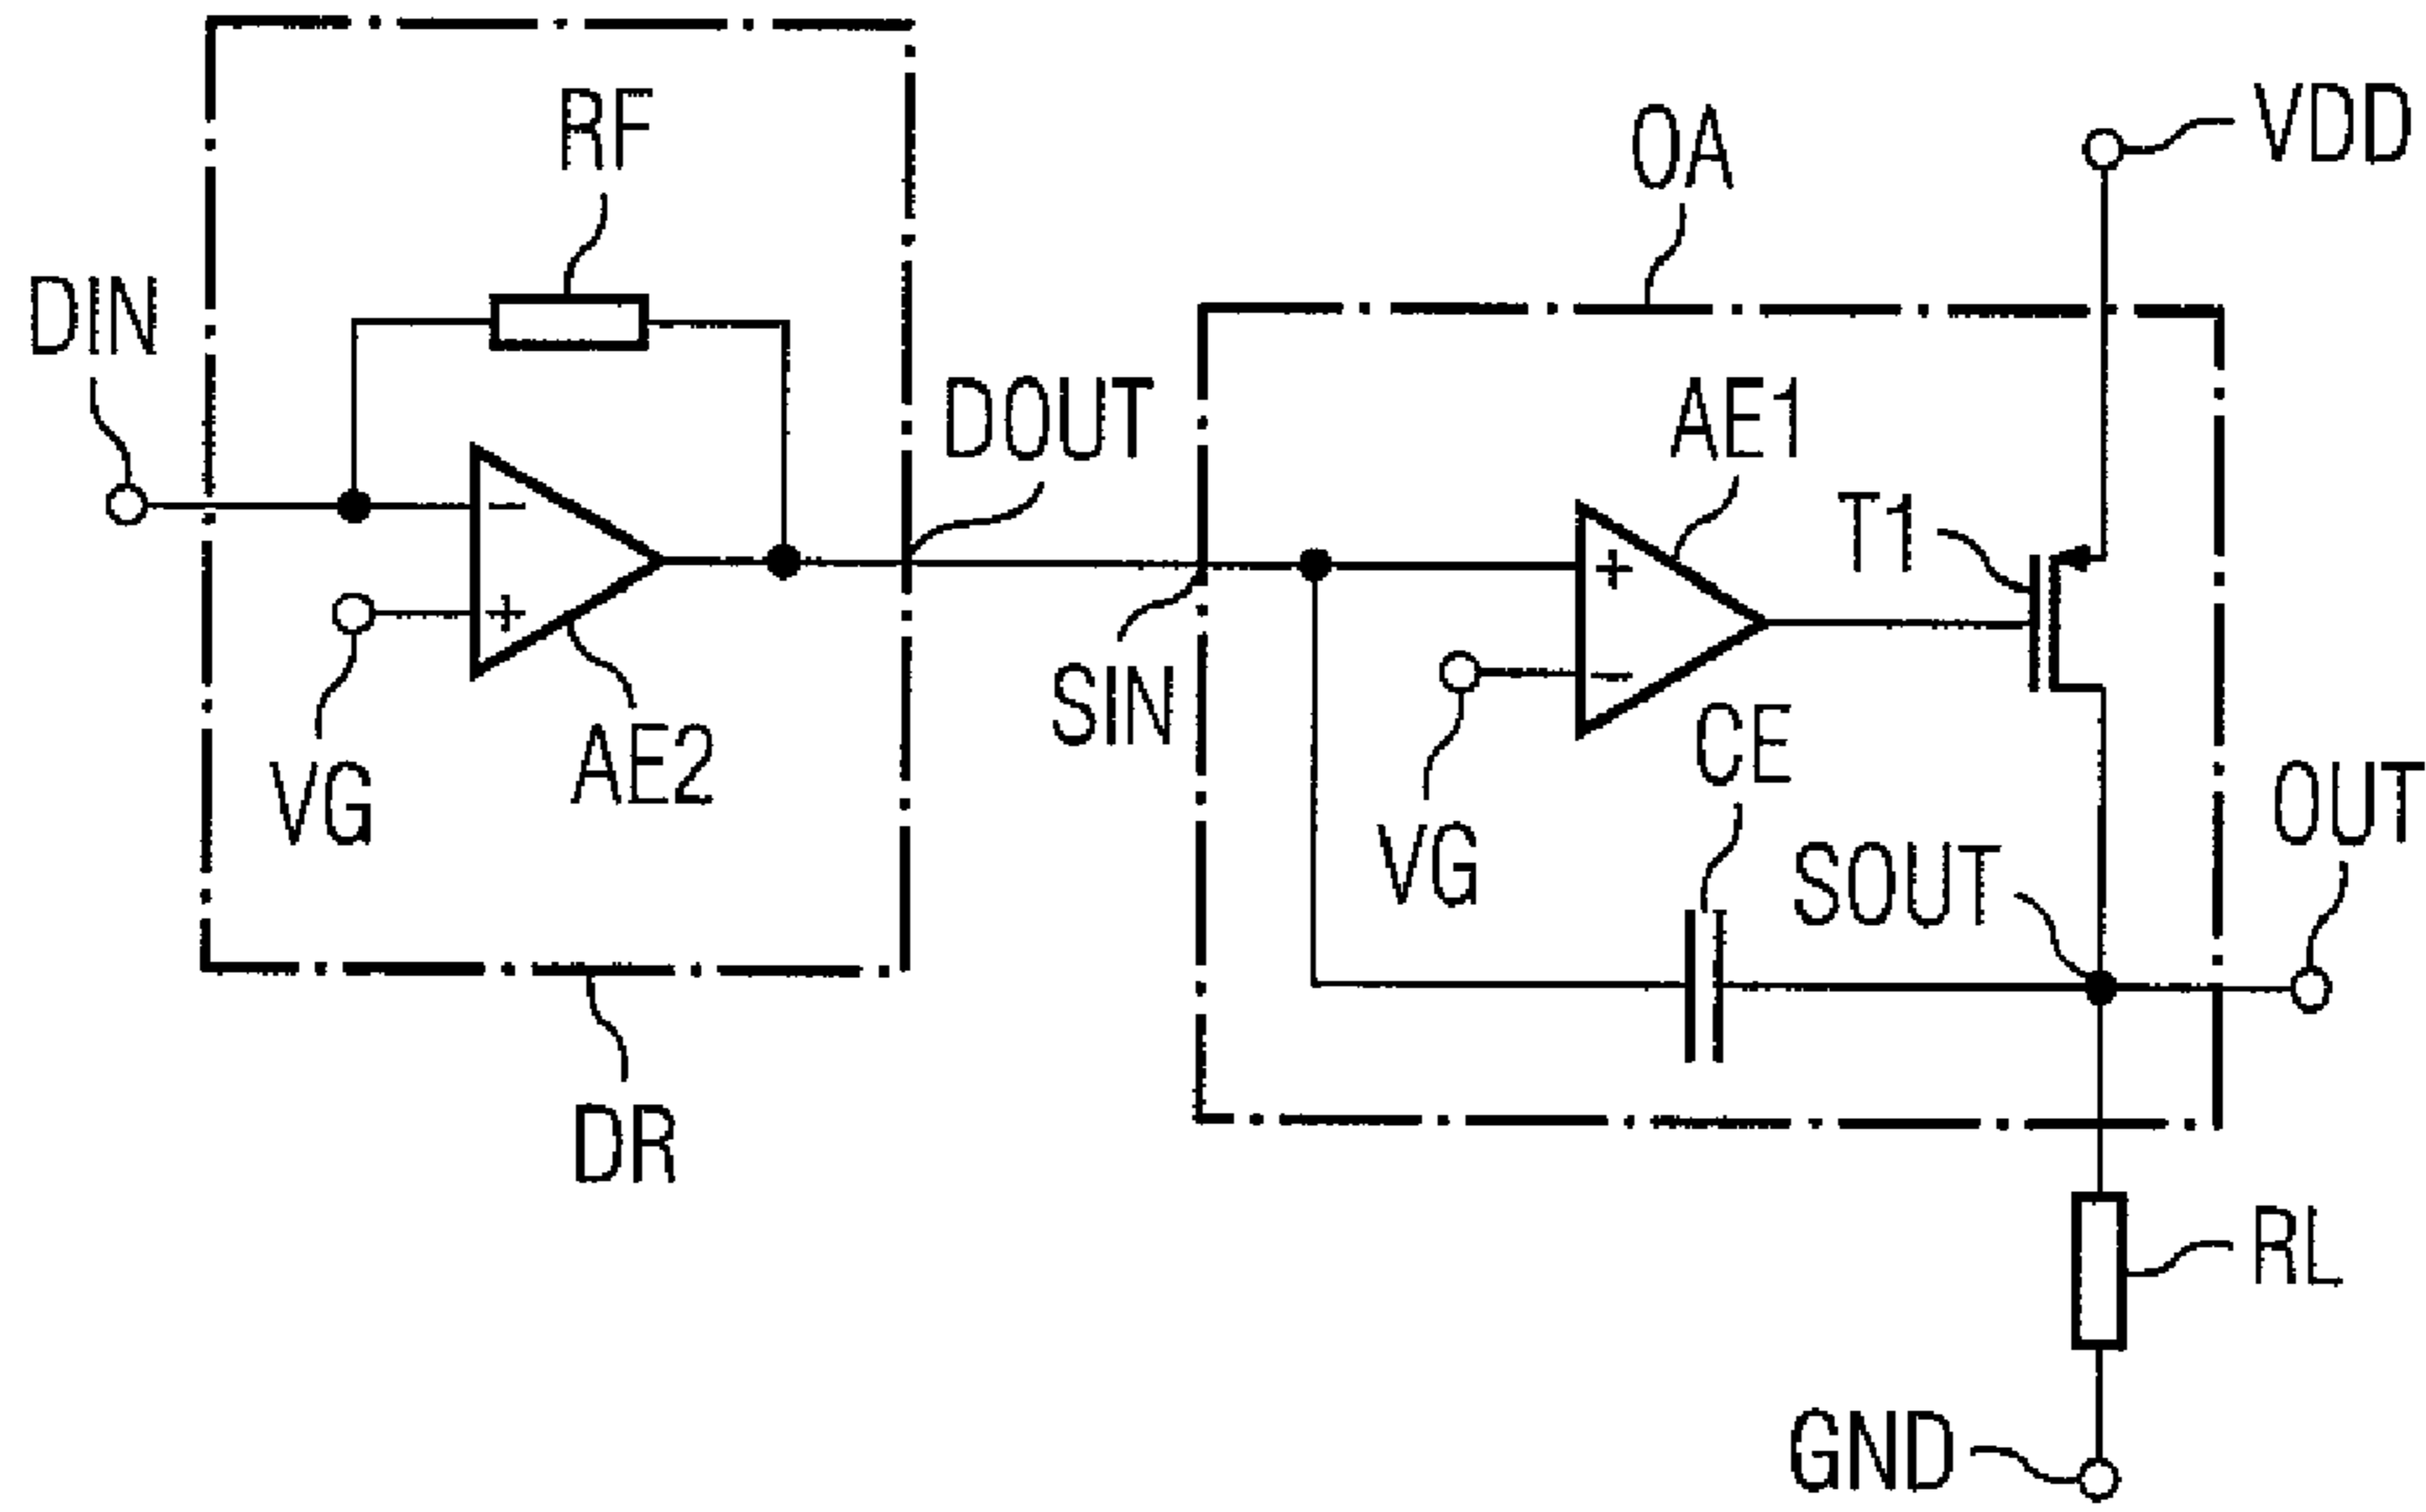 RF
OA
VDD
DIN
DOUT
AE1
T1
-
+
+
-
SIN
VG
AE2
CE
VG
SOUT
OUT
DR
RL
GND